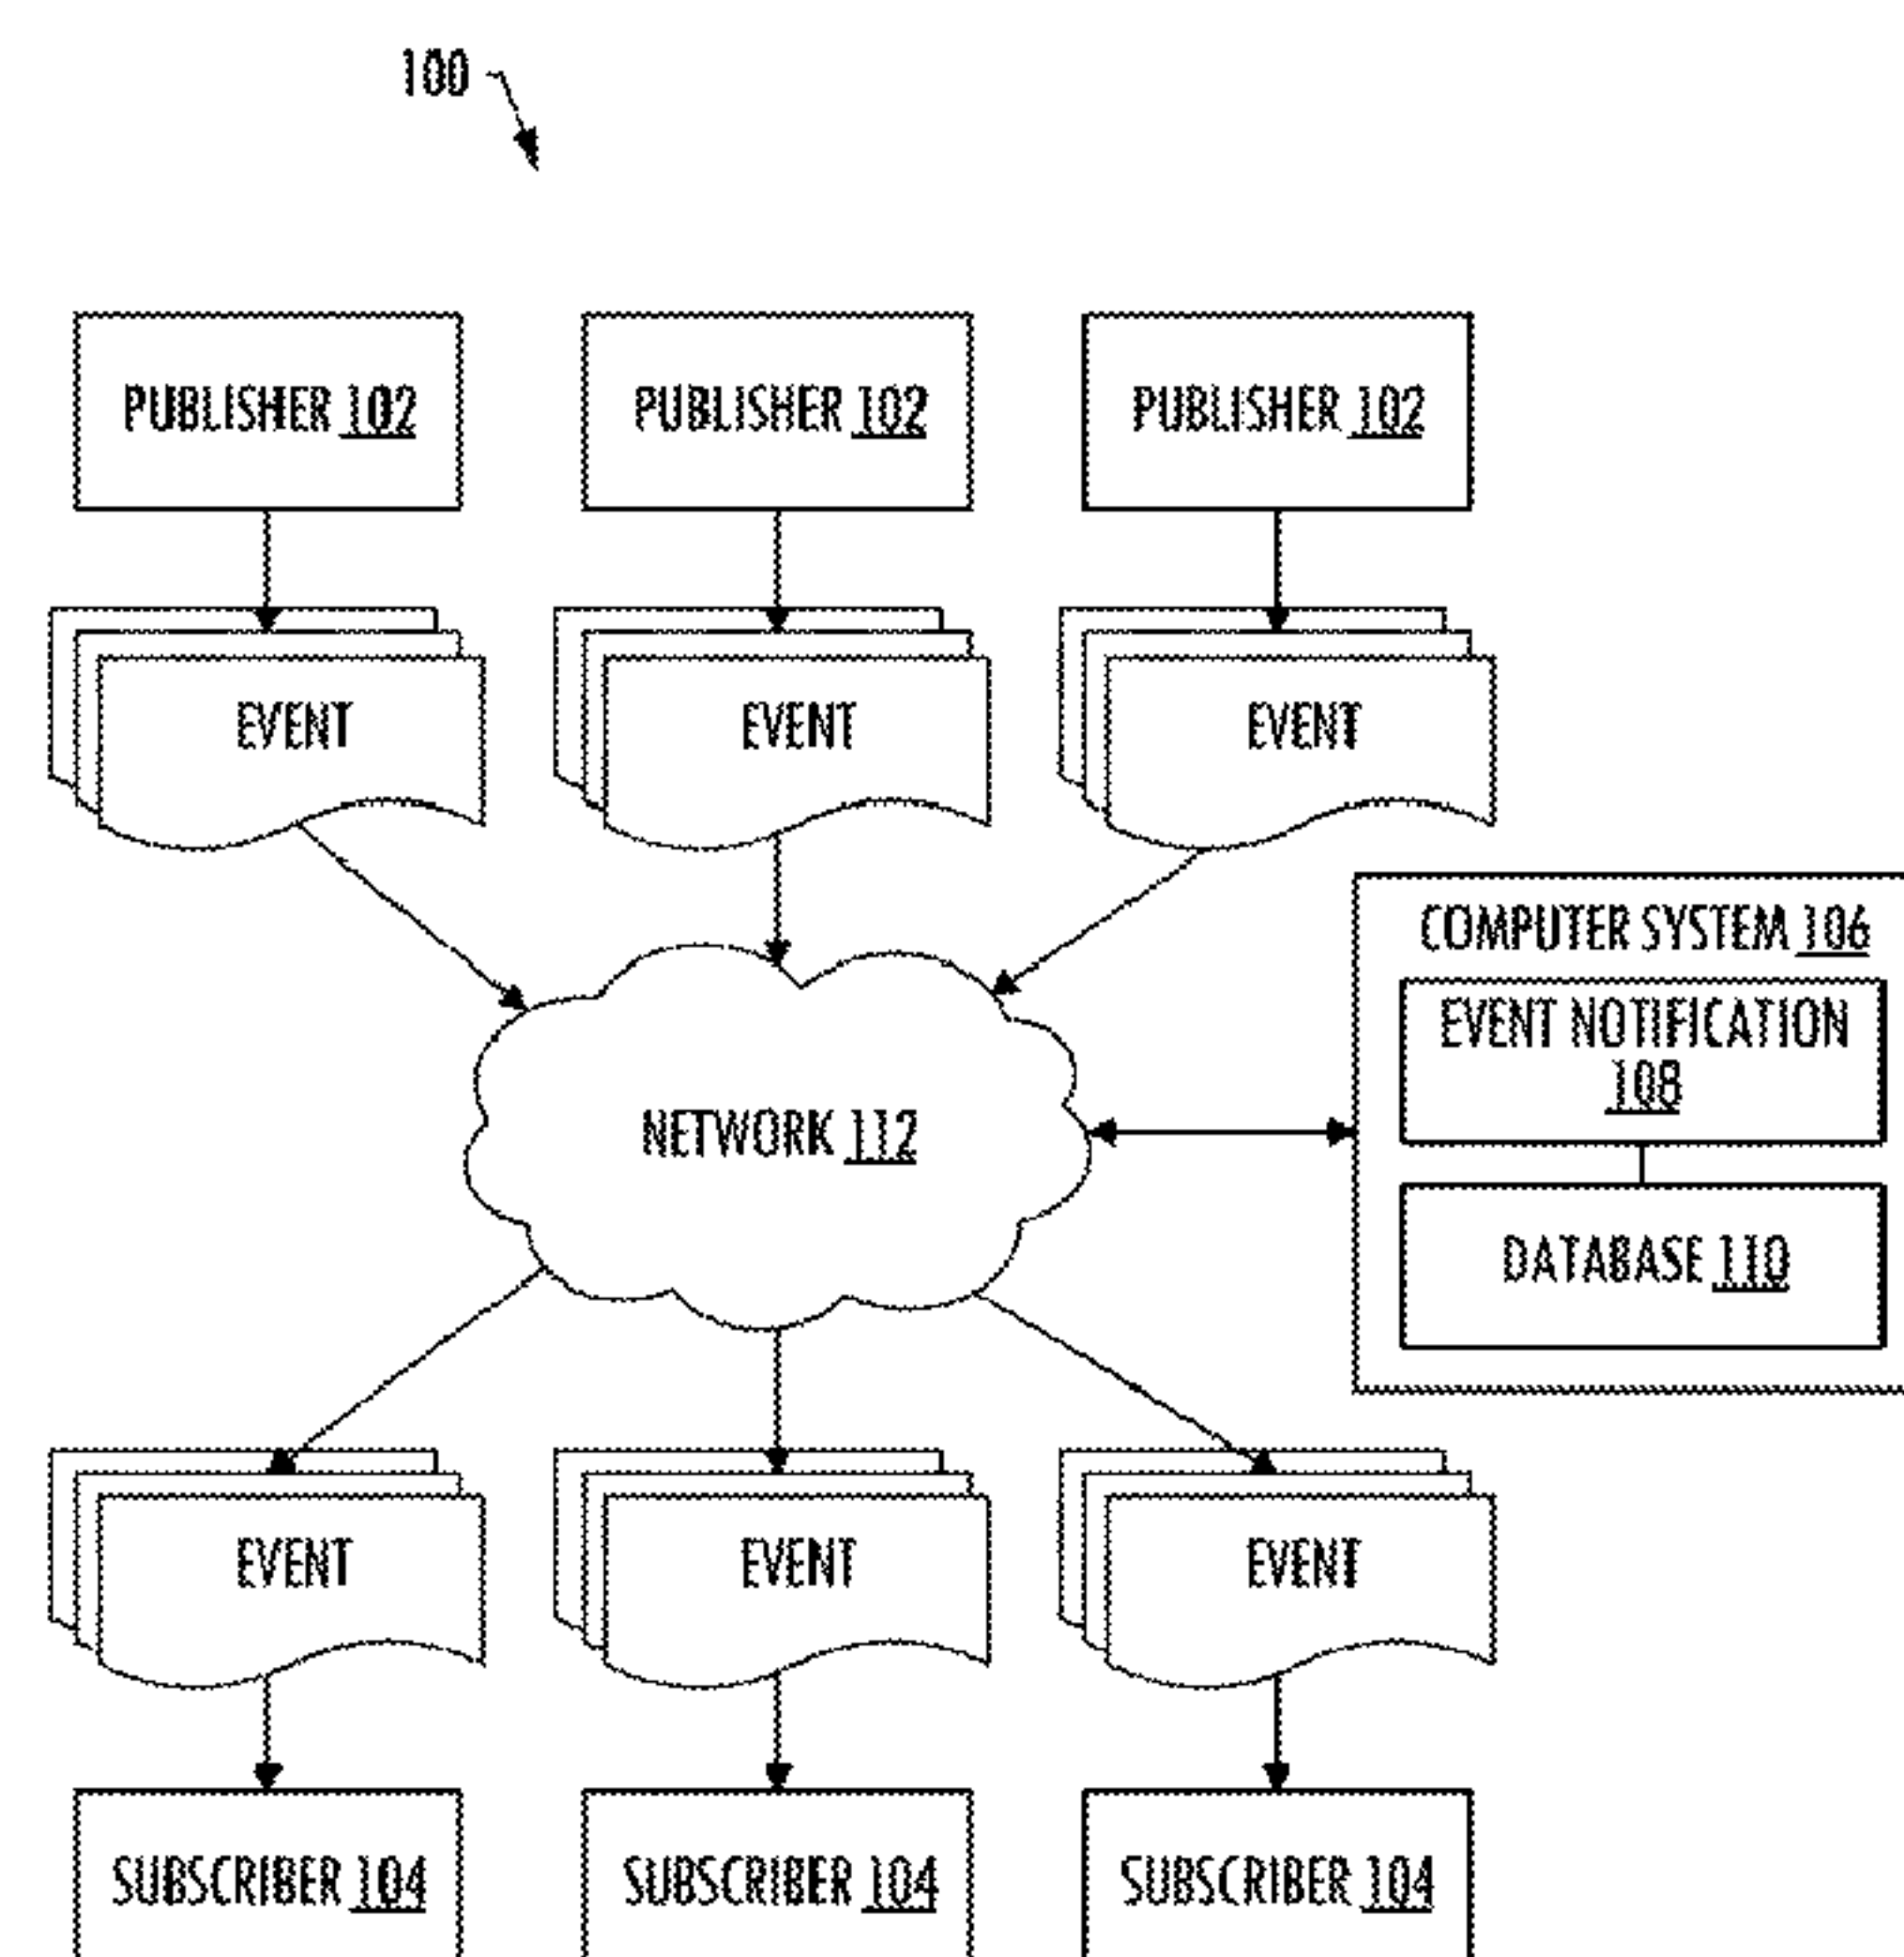 100
PUBLISHER 102
PUBLISHER 102
PUBLISHER 102
EVENT
EVENT
EVENT
COMPUTER SYSTEM 106
EVENT NOTIFICATION
108
NETWORK 112
DATABASE 110
EVENT
EVENT
EVENT
SUBSCRIBER 104
SUBSCRIBER 104
SUBSCRIBER 104